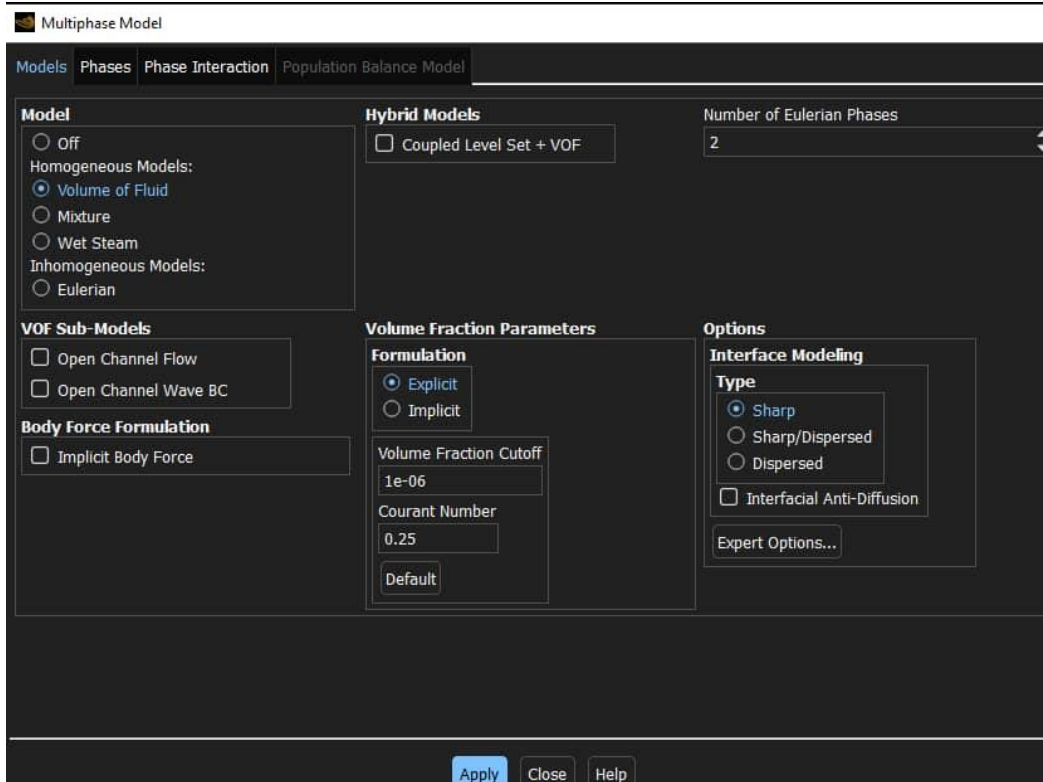 Multiphase Model
Models Phases Phase Interaction Population Balance Model
Model
Off
Homogeneous Models:
Volume of Fluid
Mixture
Wet Steam
Inhomogeneous Models:
Eulerian
Hybrid Models
Coupled Level Set + VOF
Number of Eulerian Phases
2
VOF Sub-Models
Open Channel Flow
Open Channel Wave BC
Body Force Formulation
Implicit Body Force
Volume Fraction Parameters
Formulation
Explicit
Implicit
Volume Fraction Cutoff
1e-06
Courant Number
0.25
Default
Options
Interface Modeling
Type
Sharp
Sharp/Dispersed
Dispersed
Interfacial Anti-Diffusion
Expert Options...
Apply Close Help